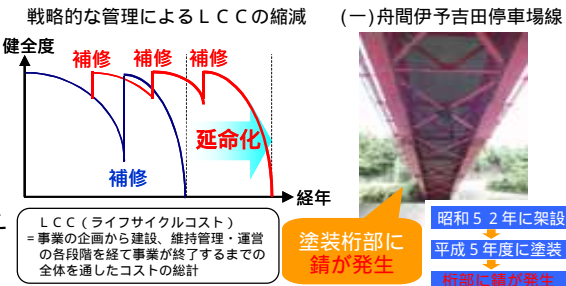 戦略的な管理によるＬＣＣの縮減
(一)舟間伊予吉田停車場線
健全度
補修
補修
補修
延命化
補修
経年
ＬＣＣ（ライフサイクルコスト）
=事業の企画から建設、維持管理・運営
の各段階を経て事業が終了するまでの
全体を通したコストの総計
塗装桁部に
錆が発生
昭和５２年に架設
平成５年度に塗装
桁部に錆が発生